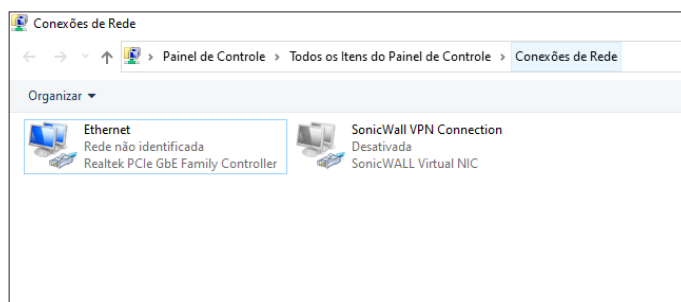 Conexões de Rede
Painel de Controle > Todos os Itens do Painel de Controle > Conexões de Rede
Organizar
Ethernet
Rede não identificada
Realtek PCIe GbE Family Controller
SonicWall VPN Connection
Desativada
SonicWALL Virtual NIC